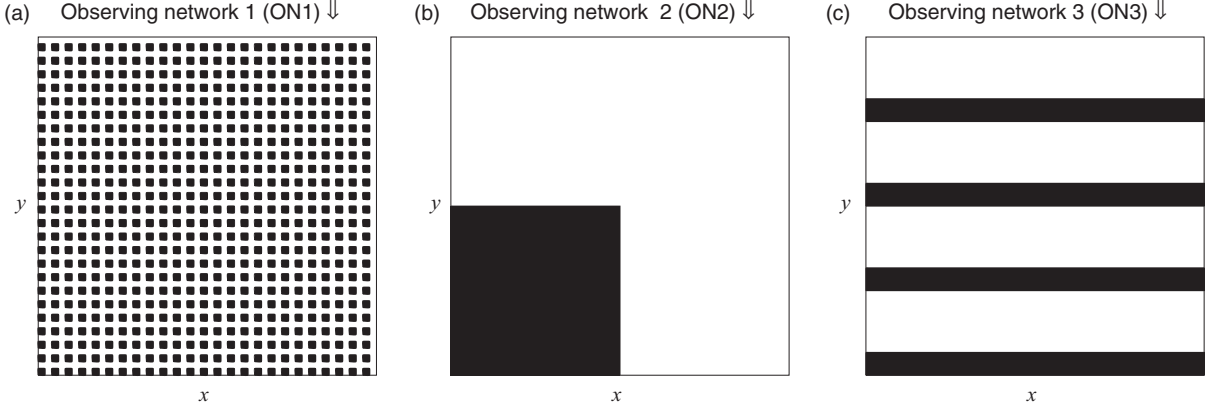 (a) Observing network 1 (ON1) ⇓
y
x
(b) Observing network 2 (ON2) ⇓
y
x
(c) Observing network 3 (ON3) ⇓
y
x